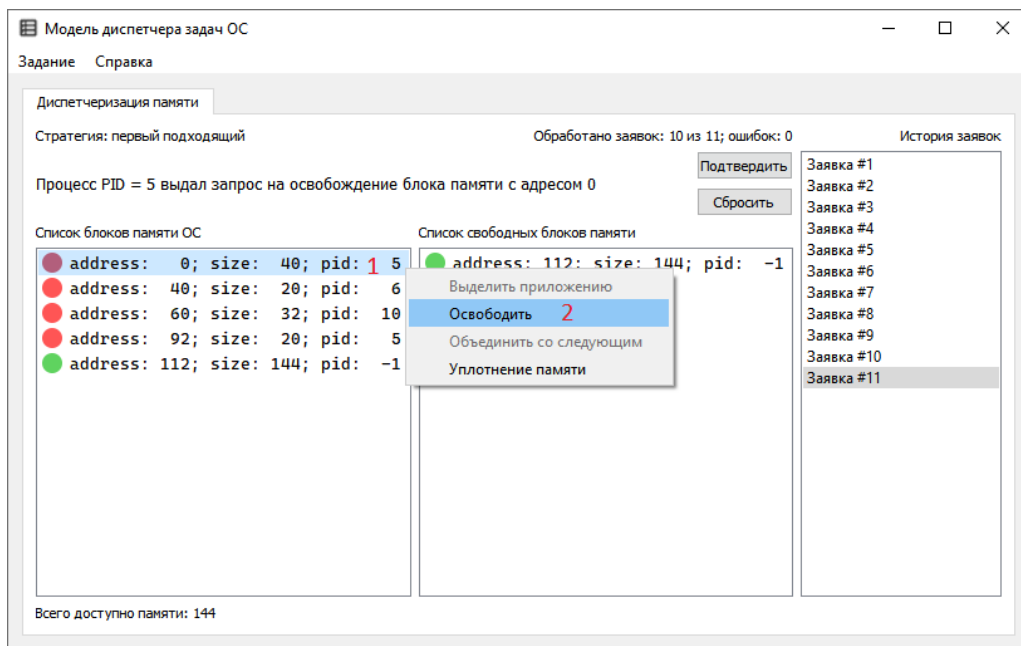 Модель диспетчера задач ОС
Задание Справка
Диспетчеризация памяти
Стратегия: первый подходящий Обработано заявок: 10 из 11; ошибок: 0 История заявок
Процесс PID = 5 выдал запрос на освобождение блока памяти с адресом 0
Подтвердить
Сбросить
Список блоков памяти ОС
address: 0; size: 40; pid: 1 5
address: 40; size: 20; pid: 6
address: 60; size: 32; pid: 10
address: 92; size: 20; pid: 5
address: 112; size: 144; pid: -1
Список свободных блоков памяти
address: 112; size: 144; pid: -1
Выделить приложению
Освободить 2
Объединить со следующим
Уплотнение памяти
Заявка #1
Заявка #2
Заявка #3
Заявка #4
Заявка #5
Заявка #6
Заявка #7
Заявка #8
Заявка #9
Заявка #10
Заявка #11
Всего доступно памяти: 144